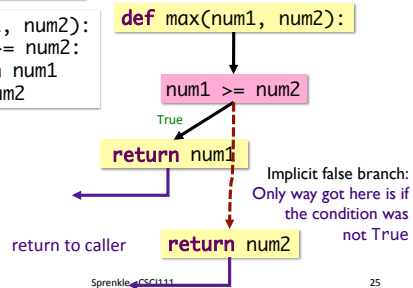 def max(num1, num2):
, num2):
>= num2:
num1
num1 >= num2
True
return num1
Implicit false branch:
Only way got here is if
the condition was
not True
return to caller
return num2
Sprenkle - CSCI111
25